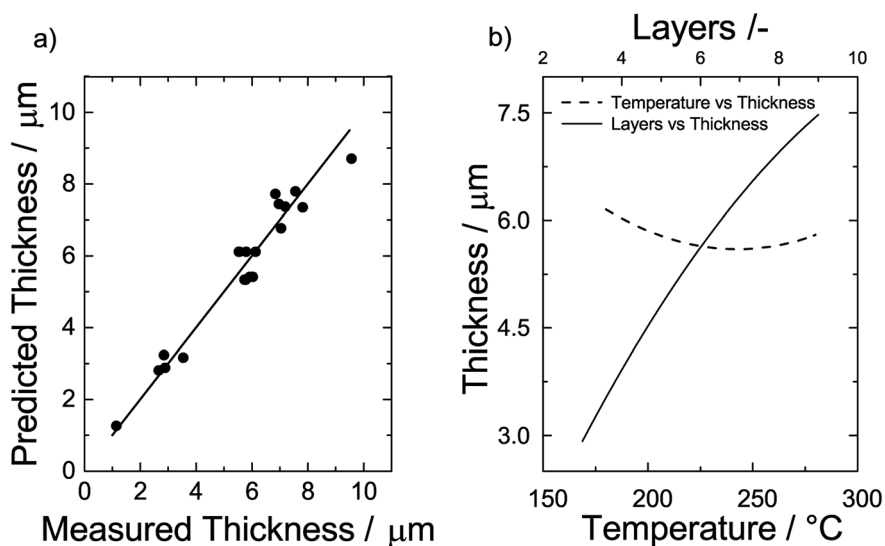 a)
Predicted Thickness / μm
10
8
6
4
2
0
0 2 4 6 8 10
Measured Thickness / μm
b)
Layers /-
2 4 6 8 10
Temperature vs Thickness
Layers vs Thickness
Thickness / μm
7.5
6.0
4.5
3.0
150 200 250 300
Temperature / °C